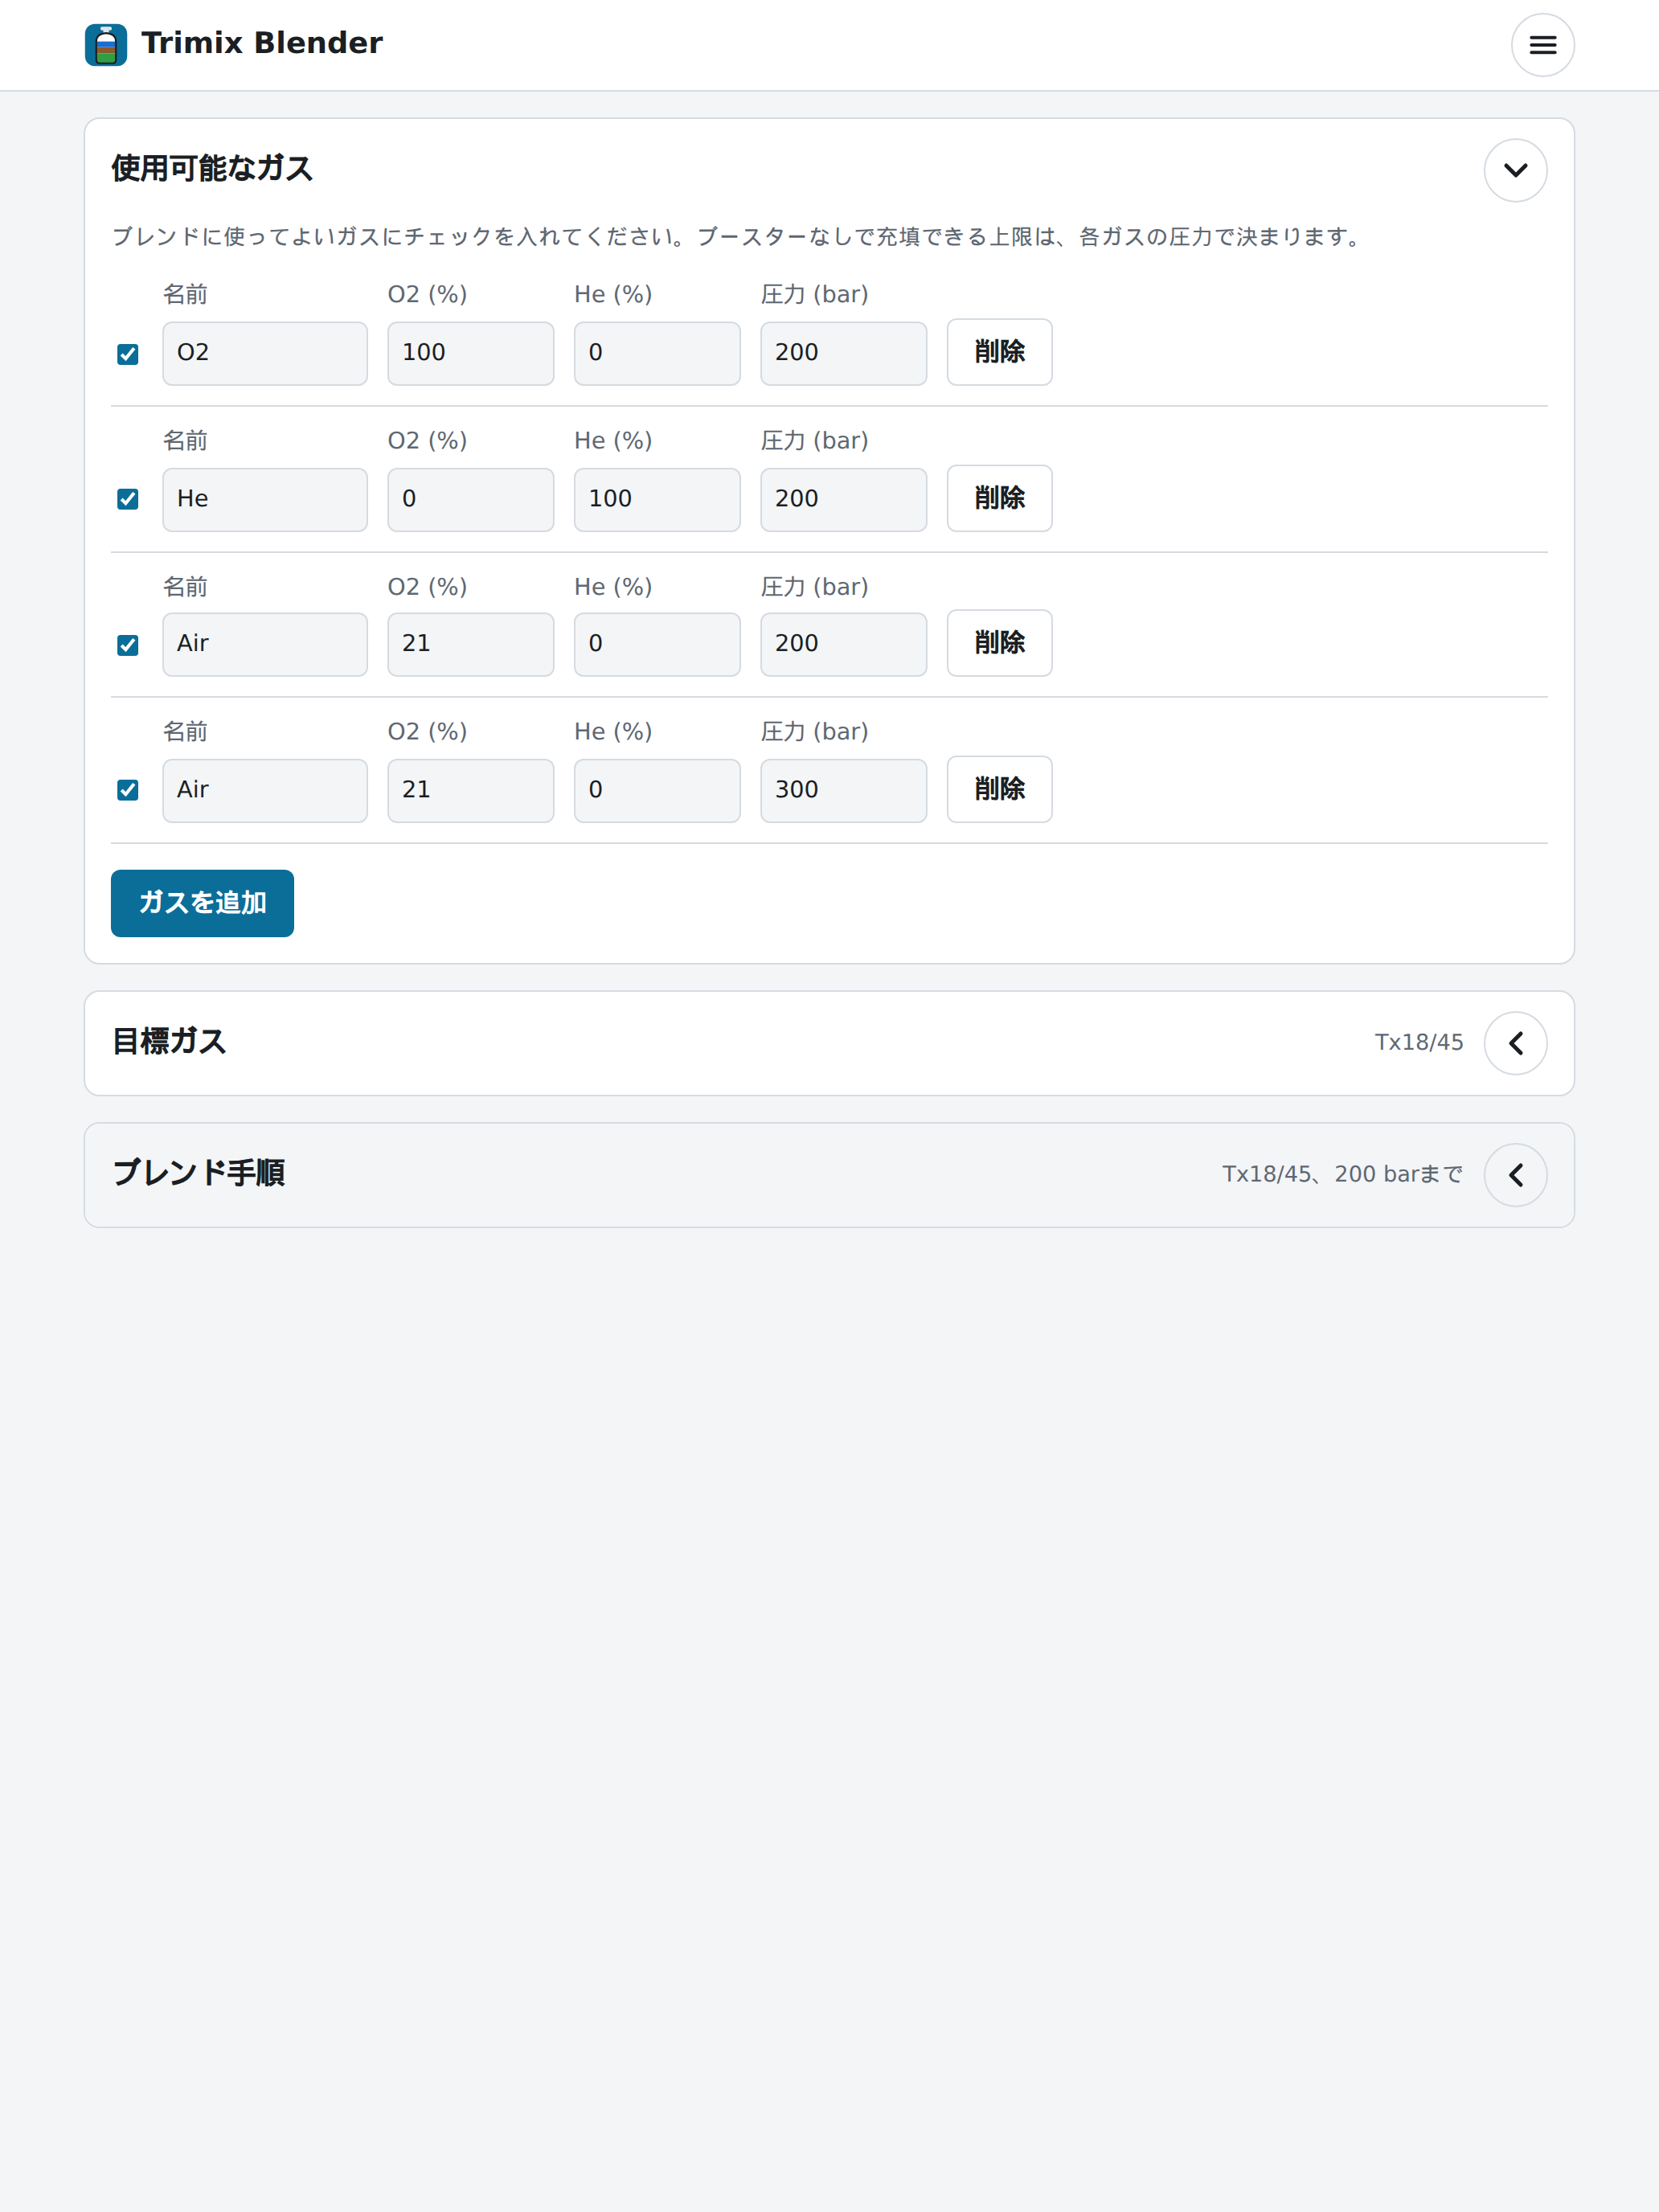 Trimix Blender
使用可能なガス
ブレンドに使ってよいガスにチェックを入れてください。ブースターなしで充填できる上限は、各ガスの圧力で決まります。
名前 O2 (%) He (%) 圧力 (bar)
O2 100 0 200 削除
名前 O2 (%) He (%) 圧力 (bar)
He 0 100 200 削除
名前 O2 (%) He (%) 圧力 (bar)
Air 21 0 200 削除
名前 O2 (%) He (%) 圧力 (bar)
Air 21 0 300 削除
ガスを追加
目標ガス Tx18/45
ブレンド手順 Tx18/45、200 barまで